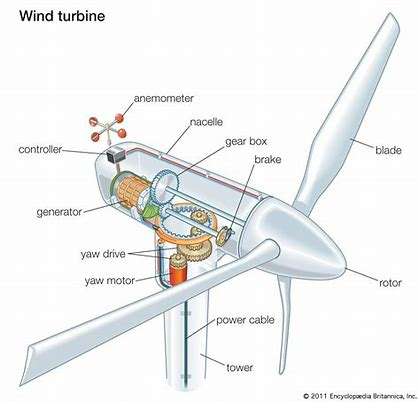 Wind turbine
anemometer
nacelle
controller
gear box
brake
blade
generator
yaw drive
yaw motor
rotor
power cable
tower
© 2011 Encyclopædia Britannica, Inc.